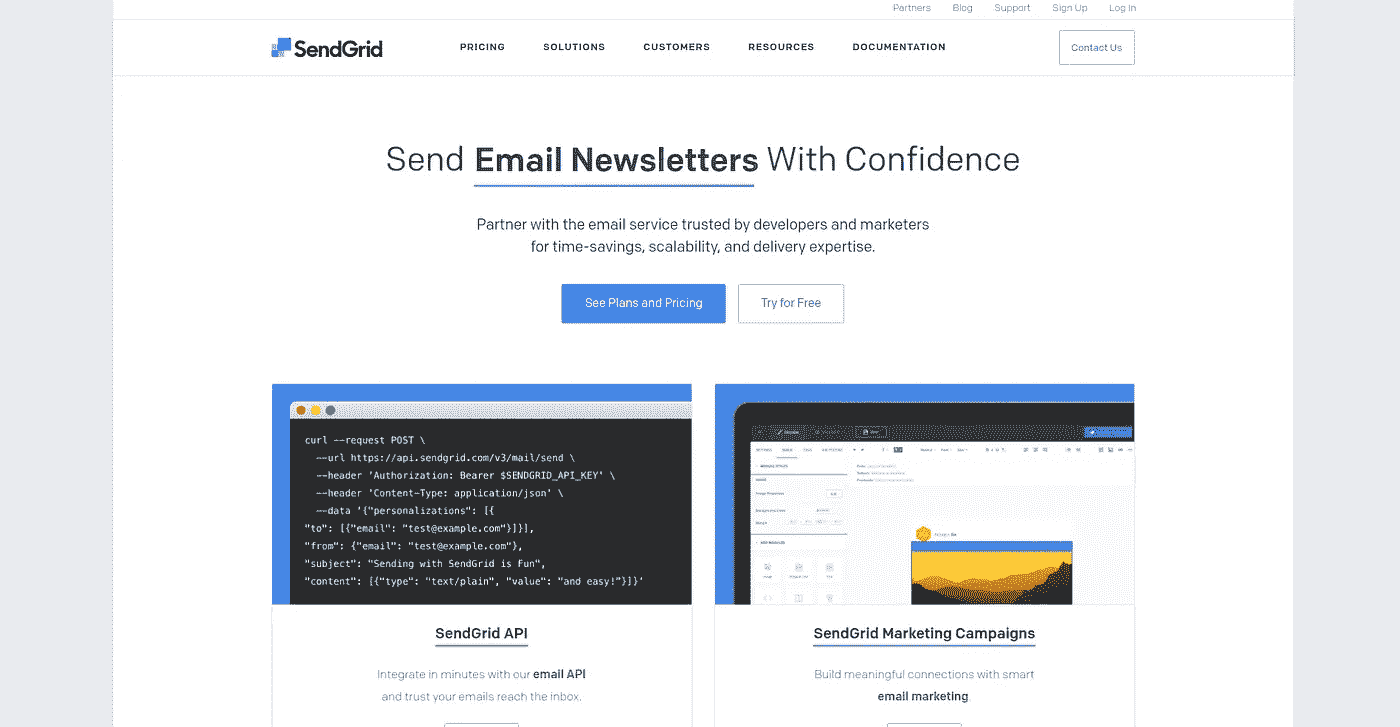 Partners Blog Support Sign Up Log In
SendGrid PRICING SOLUTIONS CUSTOMERS RESOURCES DOCUMENTATION Contact Us
Send Email Newsletters With Confidence
Partner with the email service trusted by developers and marketers
for time-savings, scalability, and delivery expertise.
See Plans and Pricing Try for Free
curl --request POST \
--url https://api.sendgrid.com/v3/mail/send \
--header 'Authorization: Bearer $SENDGRID_API_KEY' \
--header 'Content-Type: application/json' \
--data '{"personalizations": [{
"to": [{"email": "test@example.com"}]}],
"from": {"email": "test@example.com"},
"subject": "Sending with SendGrid is Fun",
"content": [{"type": "text/plain", "value": "and easy!"}]}'
SendGrid API
Integrate in minutes with our email API
and trust your emails reach the inbox.
SendGrid Marketing Campaigns
Build meaningful connections with smart
email marketing.